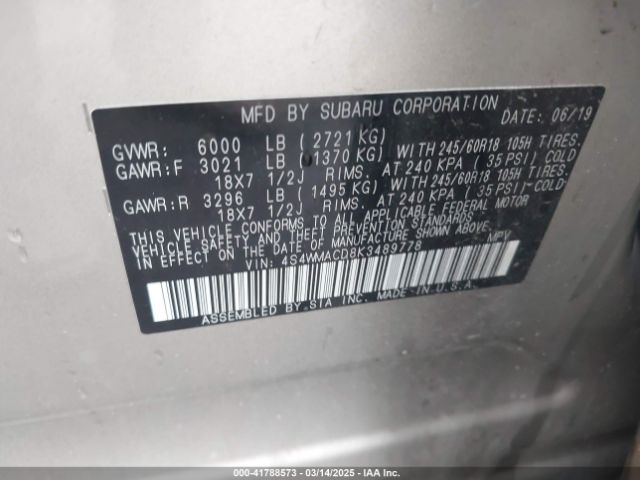 MFD BY SUBARU CORPORATION DATE: 06/19
GVWR: 6000 LB (2721 KG)
GAWR:F 3021 LB (1370 KG) WITH 245/60R18 105H TIRES.
18X7 1/2J RIMS. AT 240 KPA (35 PSI) COLD
GAWR:R 3296 LB (1495 KG) WITH 245/60R18 105H TIRES.
18X7 1/2J RIMS. AT 240 KPA (35 PSI) COLD
THIS VEHICLE CONFORMS TO ALL APPLICABLE FEDERAL MOTOR
VEHICLE SAFETY AND THEFT PREVENTION STANDARDS
IN EFFECT ON THE DATE OF MANUFACTURE SHOWN ABOVE.
VIN: 4S4WMACD8K3489778 MPV
ASSEMBLED BY SIA INC. MADE IN U.S.A.
000-41788573 — 03/14/2025 — IAA Inc.